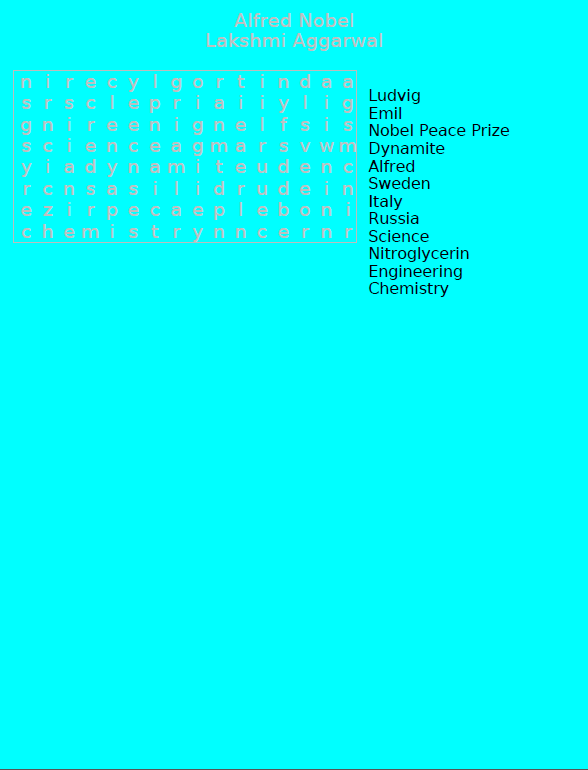 Alfred Nobel
Lakshmi Aggarwal
n i r e c y l g o r t i n d a a
s r s c l e p r i a i i y l i g
g n i r e e n i g n e l f s i s
s c i e n c e a g m a r s v w m
y i a d y n a m i t e u d e n c
r c n s a s i l i d r u d e i n
e z i r p e c a e p l e b o n i
c h e m i s t r y n n c e r n r
Ludvig
Emil
Nobel Peace Prize
Dynamite
Alfred
Sweden
Italy
Russia
Science
Nitroglycerin
Engineering
Chemistry